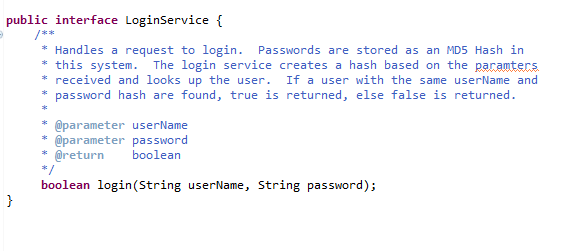 public interface LoginService {
/**
* Handles a request to login.  Passwords are stored as an MD5 Hash in
* this system.  The login service creates a hash based on the paramters
* received and looks up the user.  If a user with the same userName and
* password hash are found, true is returned, else false is returned.
*
* @parameter userName
* @parameter password
* @return    boolean
*/
boolean login(String userName, String password);
}